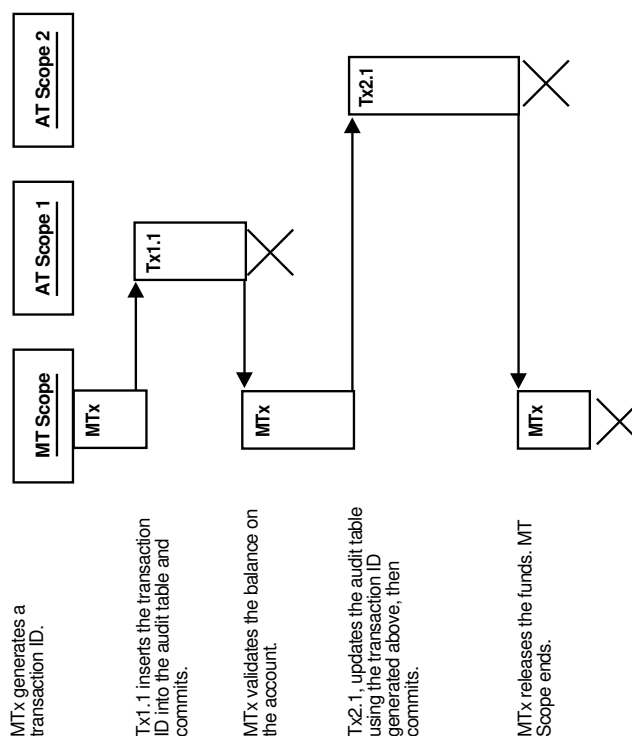 MT Scope
AT Scope 1
AT Scope 2
MTx generates a
transaction ID.
MTx
Tx1.1 inserts the transaction
ID into the audit table and
commits.
Tx1.1
MTx validates the balance on
the account.
MTx
Tx2.1, updates the audit table
using the transaction ID
generated above, then
commits.
Tx2.1
MTx releases the funds. MT
Scope ends.
MTx